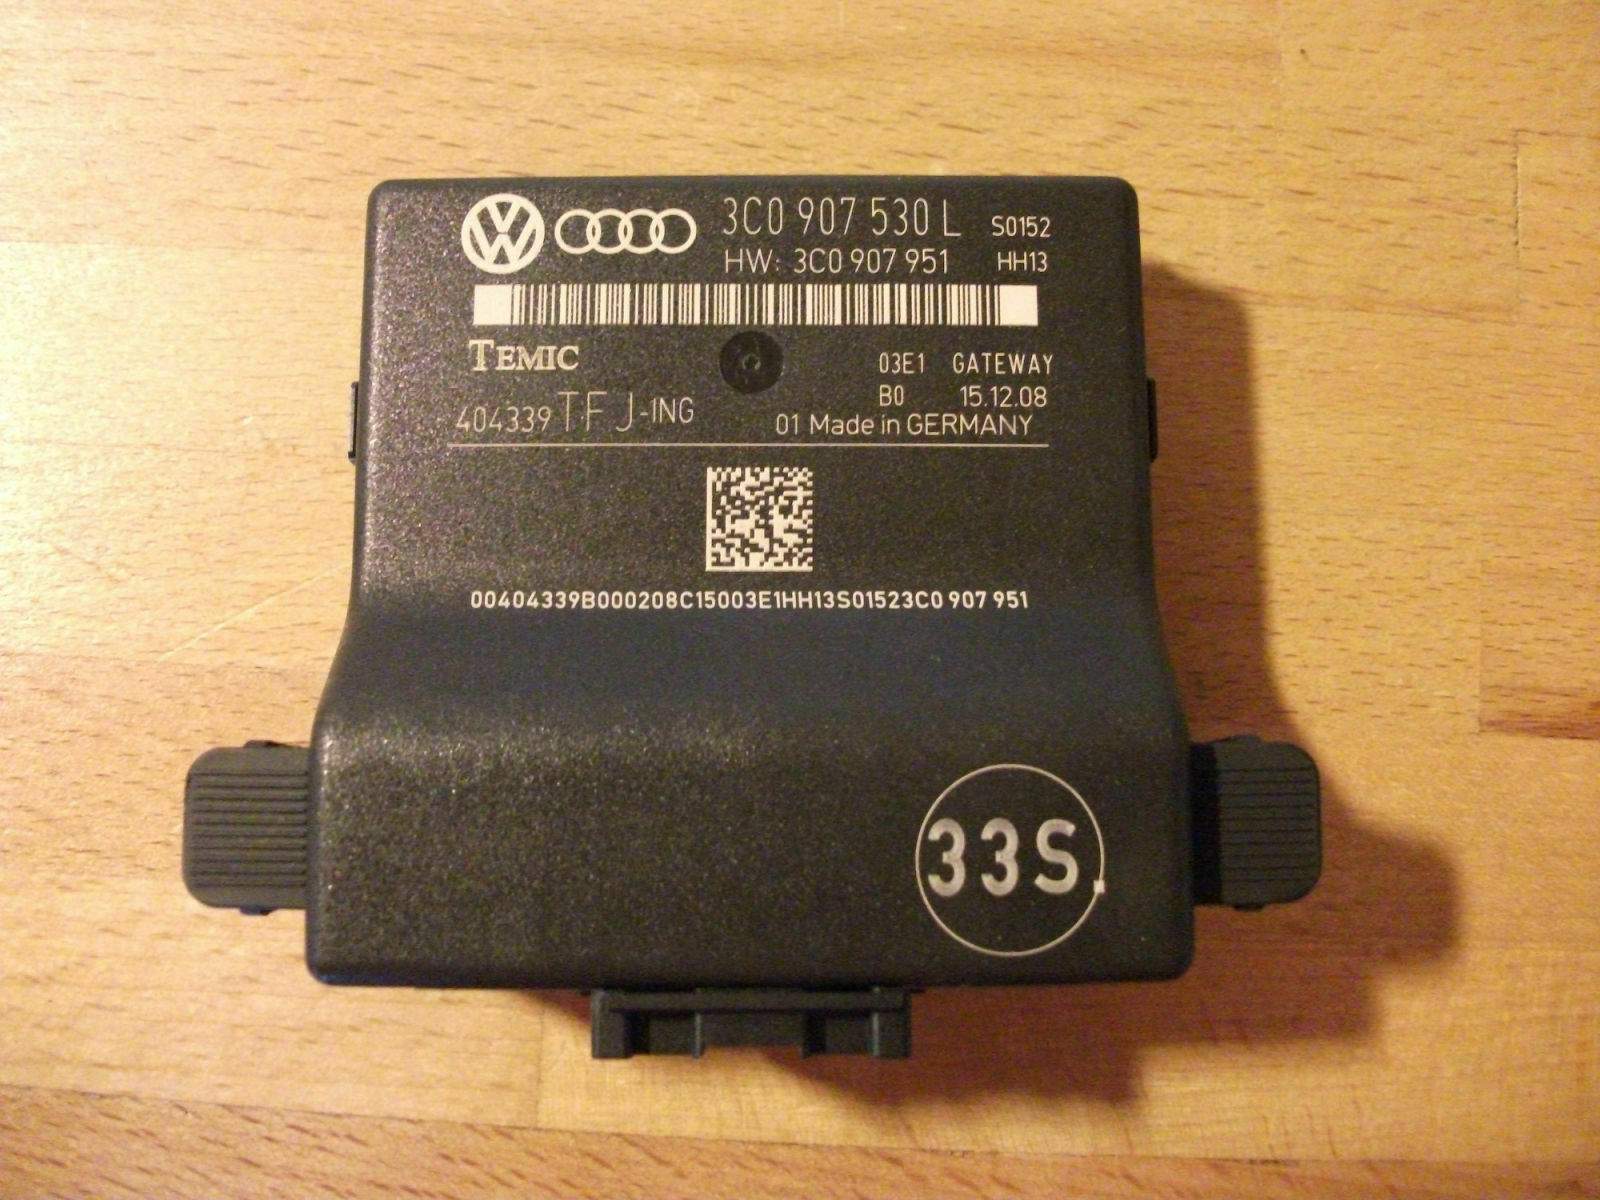 3C0 907 530 L S0152
HW: 3C0 907 951 HH13
TEMIC
03E1 GATEWAY
B0 15.12.08
404339 TF J-ING
01 Made in GERMANY
00404339B000208C15003E1HH13S01523C0 907 951
33S.